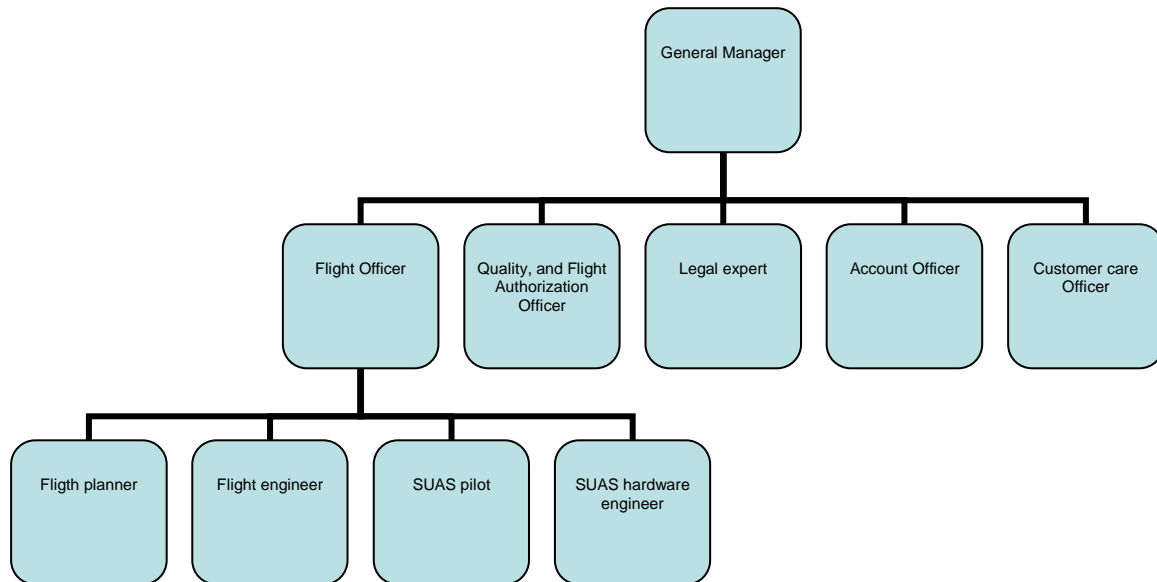 General Manager
Flight Officer
Quality, and Flight
Authorization
Officer
Legal expert
Account Officer
Customer care
Officer
Fligth planner
Flight engineer
SUAS pilot
SUAS hardware
engineer